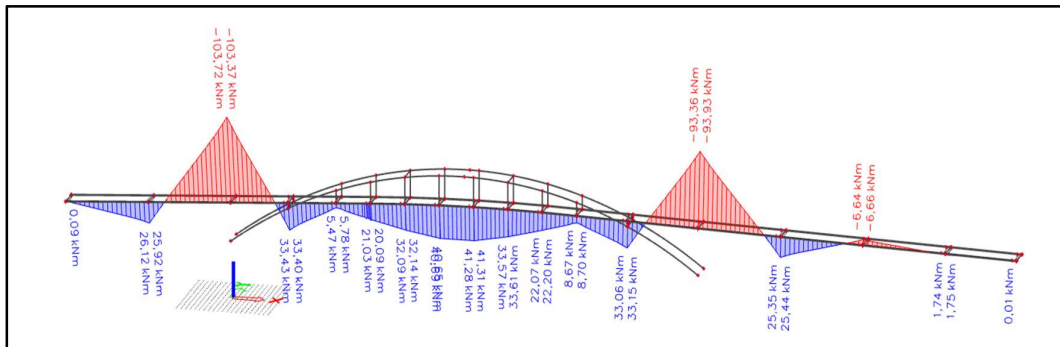 -103,37 kNm
-103,72 kNm
-93,36 kNm
-93,93 kNm
-6,64 kNm
-6,66 kNm
0,09 kNm
25,92 kNm
26,12 kNm
33,40 kNm
33,43 kNm
5,78 kNm
5,47 kNm
20,09 kNm
21,03 kNm
32,14 kNm
32,09 kNm
41,31 kNm
41,28 kNm
33,61 kNm
33,57 kNm
22,07 kNm
22,20 kNm
8,67 kNm
8,70 kNm
33,06 kNm
33,15 kNm
25,35 kNm
25,44 kNm
1,74 kNm
1,75 kNm
0,01 kNm
Y
X